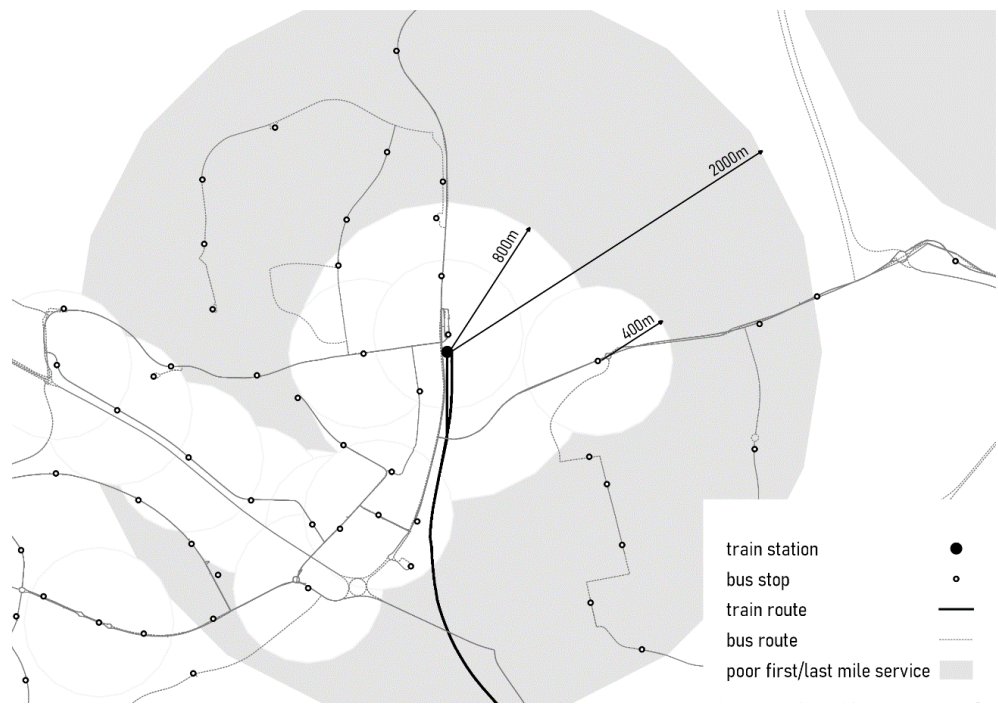 2000m
800m
400m
train station
bus stop
train route
bus route
poor first/last mile service